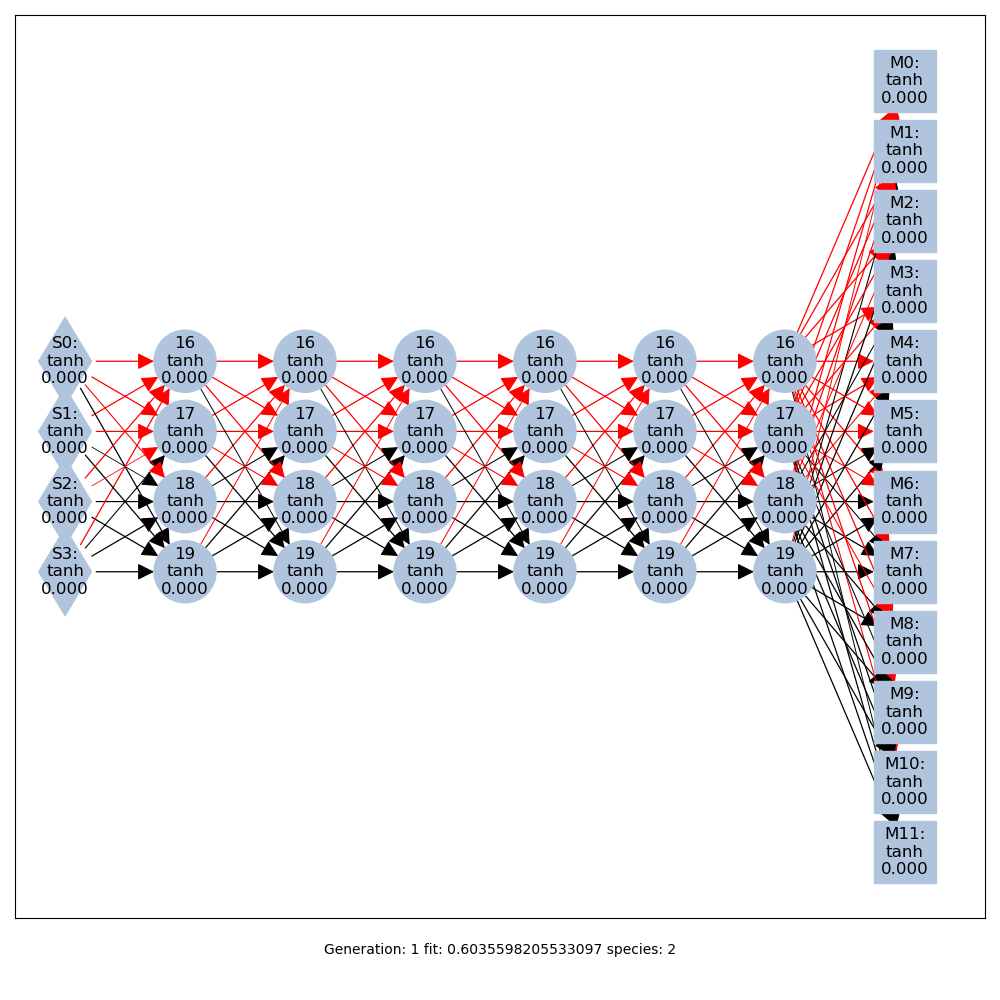 M0:
tanh
0.000
M1:
tanh
0.000
M2:
tanh
0.000
M3:
tanh
0.000
S0:
tanh
0.000
16
tanh
0.000
16
tanh
0.000
16
tanh
0.000
16
tanh
0.000
16
tanh
0.000
16
tanh
0.000
M4:
tanh
0.000
S1:
tanh
0.000
17
tanh
0.000
17
tanh
0.000
17
tanh
0.000
17
tanh
0.000
17
tanh
0.000
17
tanh
0.000
M5:
tanh
0.000
S2:
tanh
0.000
18
tanh
0.000
18
tanh
0.000
18
tanh
0.000
18
tanh
0.000
18
tanh
0.000
18
tanh
0.000
M6:
tanh
0.000
S3:
tanh
0.000
19
tanh
0.000
19
tanh
0.000
19
tanh
0.000
19
tanh
0.000
19
tanh
0.000
19
tanh
0.000
M7:
tanh
0.000
M8:
tanh
0.000
M9:
tanh
0.000
M10:
tanh
0.000
M11:
tanh
0.000
Generation: 1 fit: 0.6035598205533097 species: 2